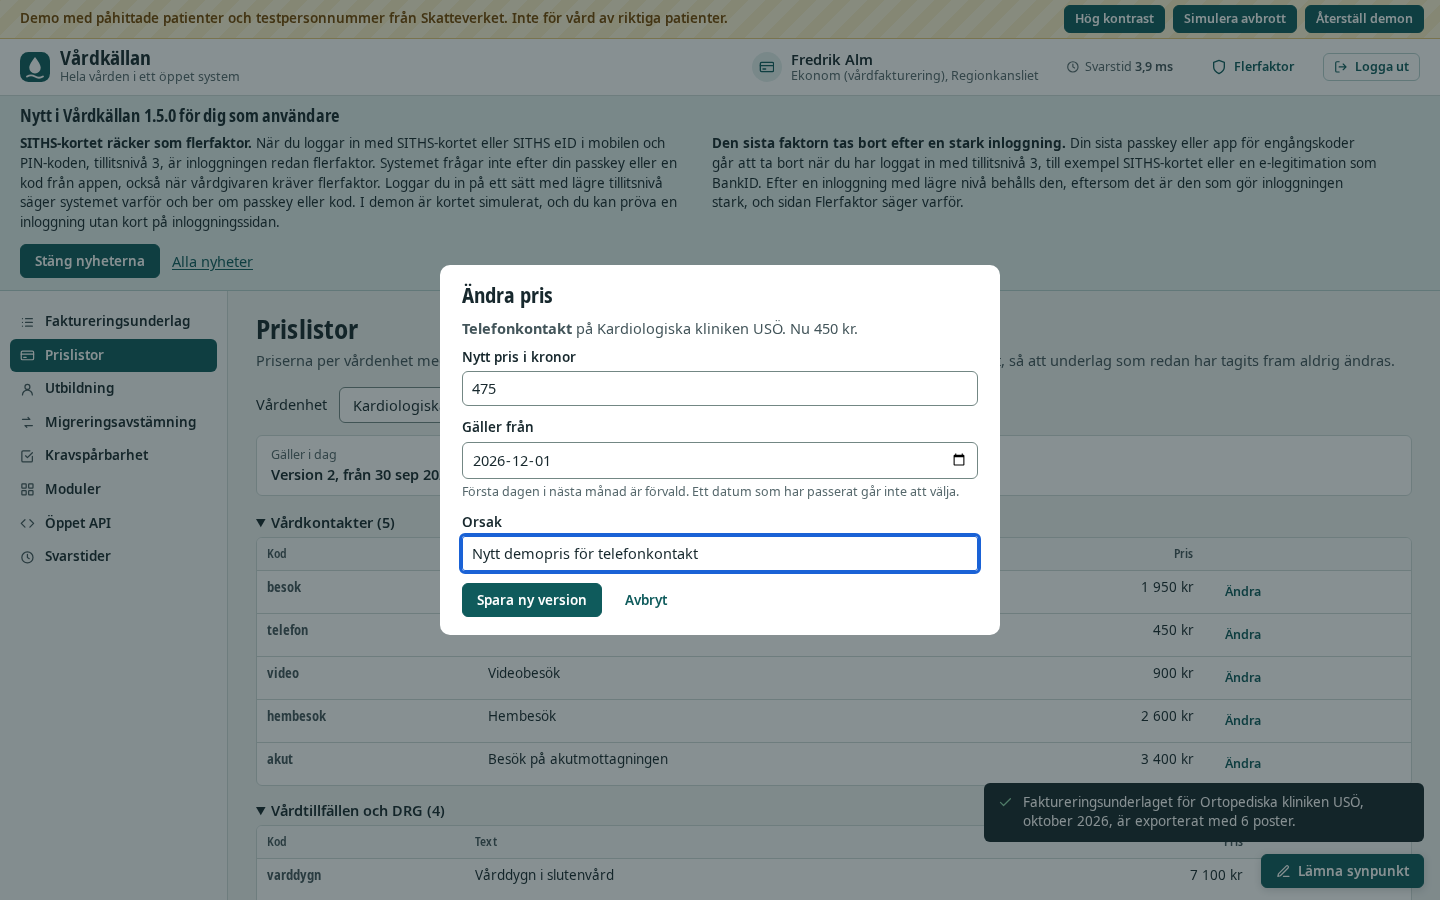 Demo med påhittade patienter och testpersonnummer från Skatteverket. Inte för vård av riktiga patienter.
Hög kontrast
Simulera avbrott
Återställ demon
Vårdkällan
Hela vården i ett öppet system
Fredrik Alm
Ekonom (vårdfakturering), Regionkansliet
Svarstid 3,9 ms
Flerfaktor
Logga ut
Nytt i Vårdkällan 1.5.0 för dig som användare
SITHS-kortet räcker som flerfaktor. När du loggar in med SITHS-kortet eller SITHS eID i mobilen och
PIN-koden, tillitsnivå 3, är inloggningen redan flerfaktor. Systemet frågar inte efter din passkey eller en
kod från appen, också när vårdgivaren kräver flerfaktor. Loggar du in på ett sätt med lägre tillitsnivå
säger systemet varför och ber om passkey eller kod. I demon är kortet simulerat, och du kan pröva en
inloggning utan kort på inloggningssidan.
Den sista faktorn tas bort efter en stark inloggning. Din sista passkey eller app för engångskoder
går att ta bort när du har loggat in med tillitsnivå 3, till exempel SITHS-kortet eller en e-legitimation som
BankID. Efter en inloggning med lägre nivå behålls den, eftersom det är den som gör inloggningen
stark, och sidan Flerfaktor säger varför.
Stäng nyheterna
Alla nyheter
Faktureringsunderlag
Prislistor
Utbildning
Migreringsavstämning
Kravspårbarhet
Moduler
Öppet API
Svarstider
Prislistor
Priserna per vårdenhet
så att underlag som redan har tagits fram aldrig ändras.
Vårdenhet
Gäller i dag
Version 2, från 30 sep
Vårdkontakter (5)
Kod
Pris
besok
1 950 kr
Ändra
telefon
450 kr
Ändra
video
Videobesök
900 kr
Ändra
hembesok
Hembesök
2 600 kr
Ändra
akut
Besök på akutmottagningen
3 400 kr
Ändra
Vårdtillfällen och DRG (4)
Kod
Text
Pris
varddygn
Vårddygn i slutenvård
7 100 kr
Ändra pris
Telefonkontakt på Kardiologiska kliniken USÖ. Nu 450 kr.
Nytt pris i kronor
475
Gäller från
2026-12-01
Första dagen i nästa månad är förvald. Ett datum som har passerat går inte att välja.
Orsak
Nytt demopris för telefonkontakt
Spara ny version
Avbryt
Faktureringsunderlaget för Ortopediska kliniken USÖ,
oktober 2026, är exporterat med 6 poster.
Lämna synpunkt